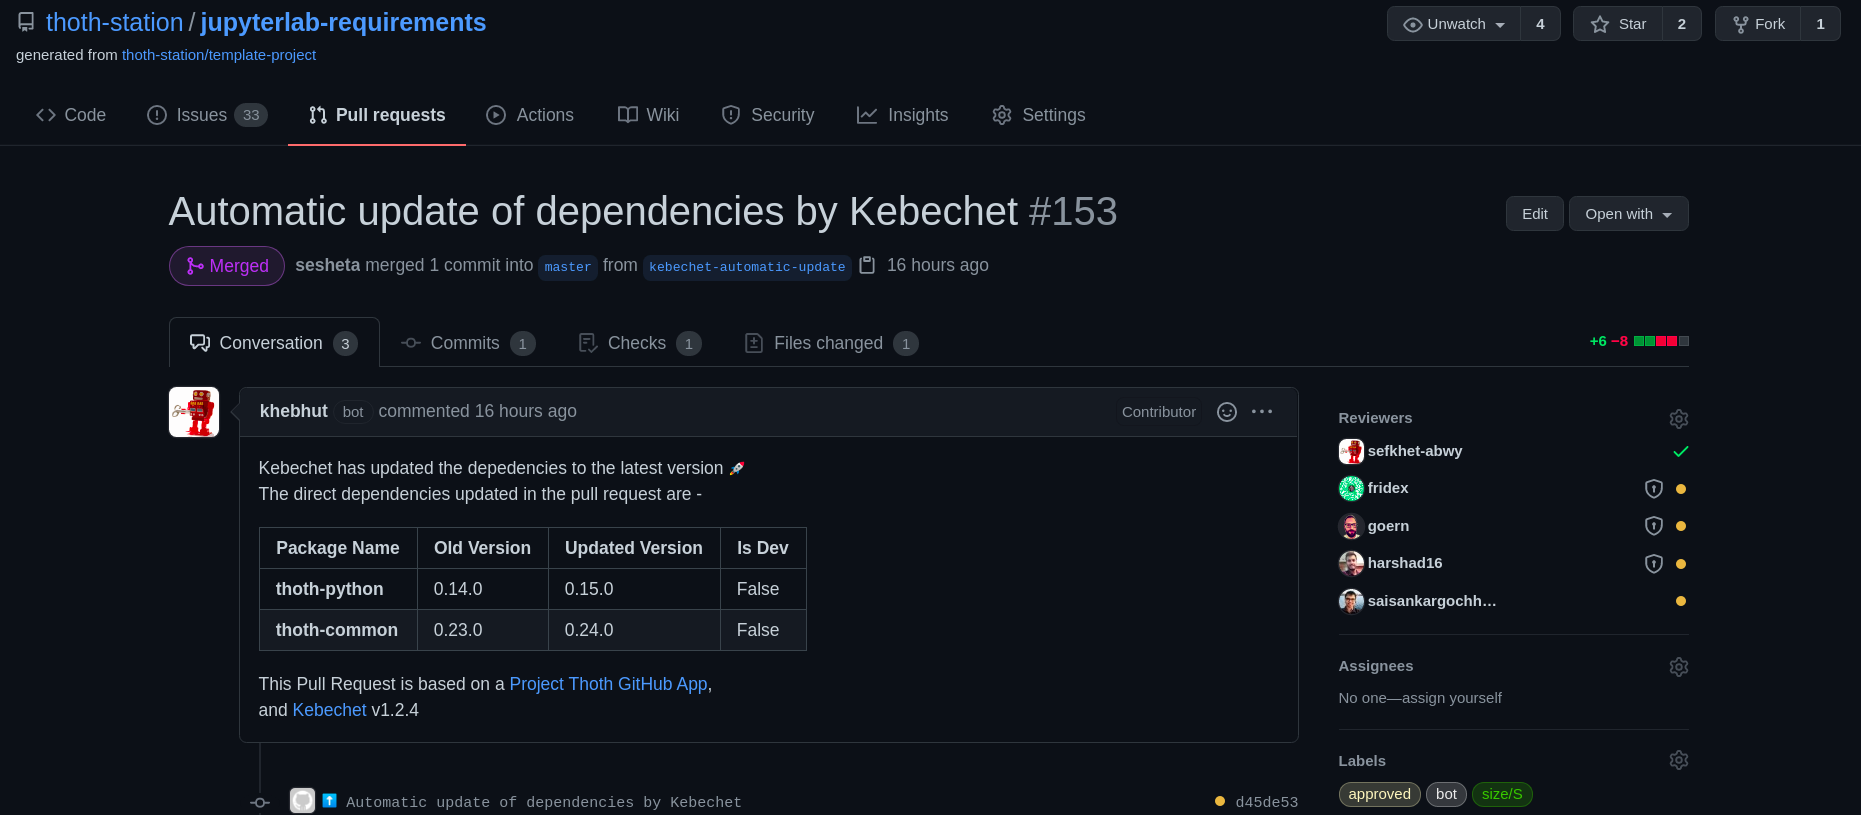 thoth-station / jupyterlab-requirements
Unwatch 4 Star 2 Fork 1
generated from thoth-station/template-project
Code Issues 33 Pull requests Actions Wiki Security Insights Settings
Automatic update of dependencies by Kebechet #153
Edit Open with
Merged sesheta merged 1 commit into master from kebechet-automatic-update 16 hours ago
Conversation 3 Commits 1 Checks 1 Files changed 1
+6 −8
khebhut bot commented 16 hours ago
Contributor
Kebechet has updated the depedencies to the latest version 🚀
The direct dependencies updated in the pull request are -
Package Name Old Version Updated Version Is Dev
thoth-python 0.14.0 0.15.0 False
thoth-common 0.23.0 0.24.0 False
This Pull Request is based on a Project Thoth GitHub App,
and Kebechet v1.2.4
Automatic update of dependencies by Kebechet d45de53
Reviewers
sefkhet-abwy
fridex
goern
harshad16
saisankargochh…
Assignees
No one—assign yourself
Labels
approved bot size/S